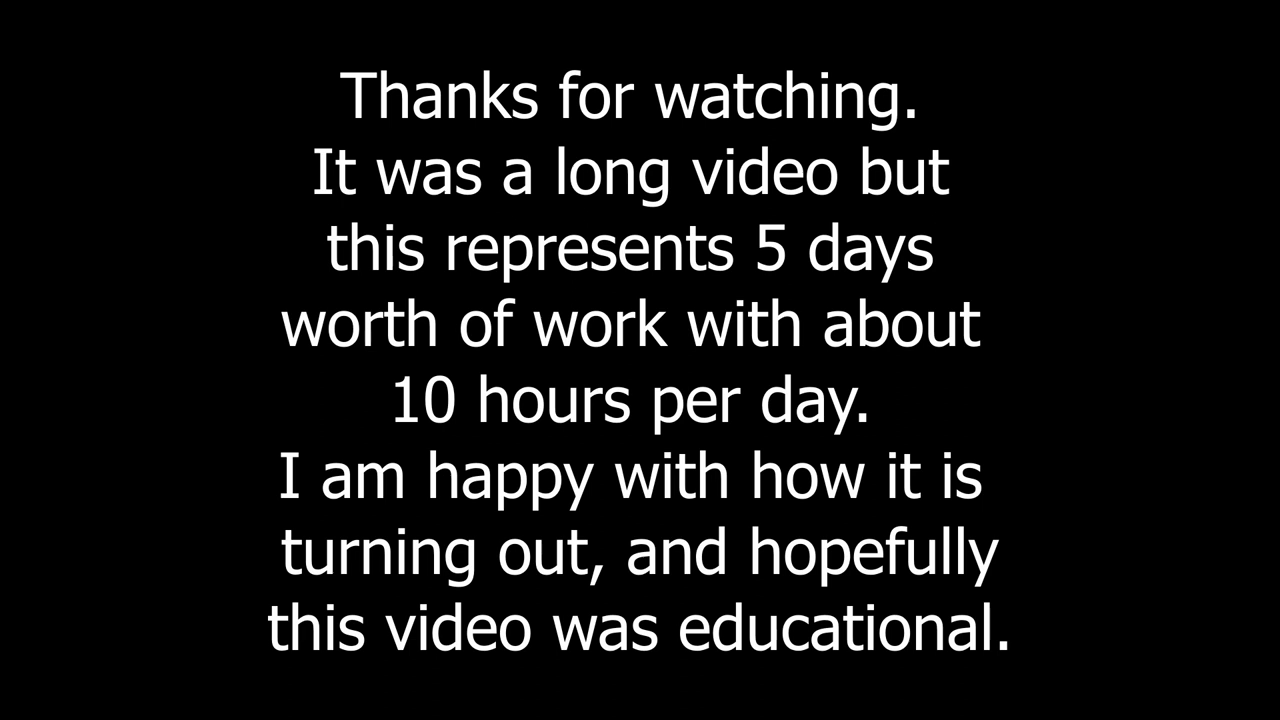 Thanks for watching.
It was a long video but
this represents 5 days
worth of work with about
10 hours per day.
I am happy with how it is
turning out, and hopefully
this video was educational.